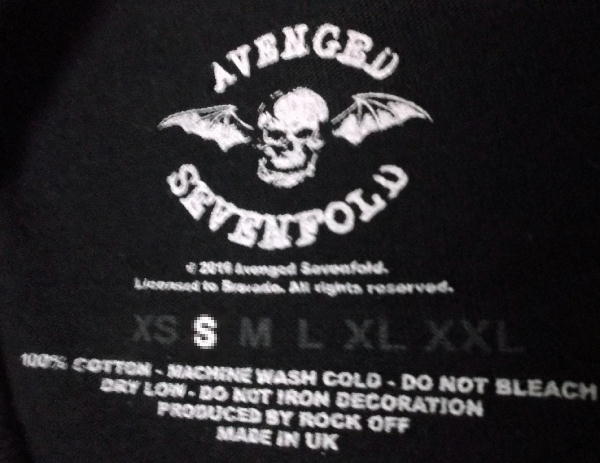 AVENGED
SEVENFOLD
© 2019 Avenged Sevenfold.
Licensed to Bravado. All rights reserved.
XS S M L XL XXL
100% COTTON - MACHINE WASH COLD - DO NOT BLEACH
DRY LOW - DO NOT IRON DECORATION
PRODUCED BY ROCK OFF
MADE IN UK